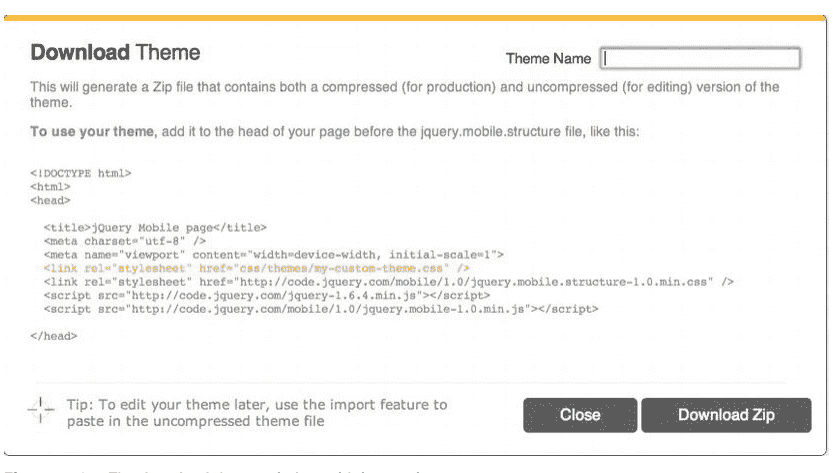 Download Theme
Theme Name
This will generate a Zip file that contains both a compressed (for production) and uncompressed (for editing) version of the
theme.
To use your theme, add it to the head of your page before the jquery.mobile.structure file, like this:
<!DOCTYPE html>
<html>
<head>
<title>jQuery Mobile page</title>
<meta charset="utf-8" />
<meta name="viewport" content="width=device-width, initial-scale=1">
<link rel="stylesheet" href="css/themes/my-custom-theme.css" />
<link rel="stylesheet" href="http://code.jquery.com/mobile/1.0/jquery.mobile.structure-1.0.min.css" />
<script src="http://code.jquery.com/jquery-1.6.4.min.js"></script>
<script src="http://code.jquery.com/mobile/1.0/jquery.mobile-1.0.min.js"></script>
</head>
Tip: To edit your theme later, use the import feature to
paste in the uncompressed theme file
Close
Download Zip